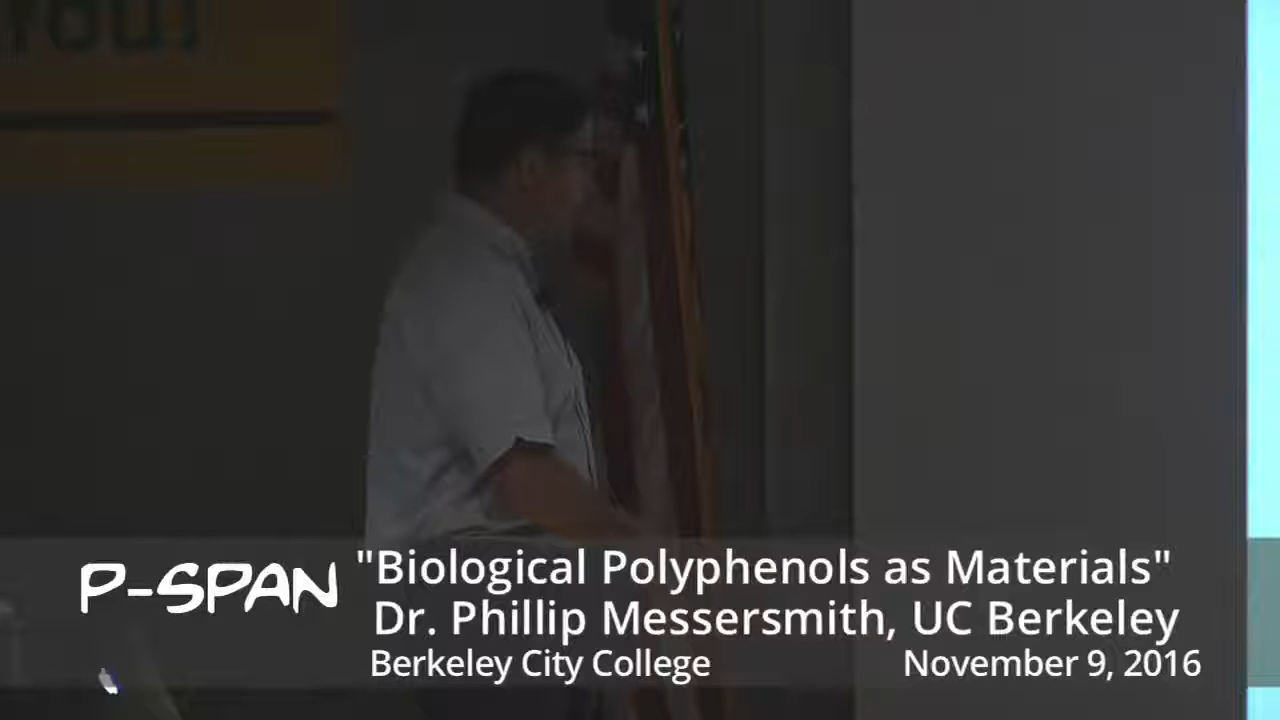 P-SPAN
"Biological Polyphenols as Materials"
Dr. Phillip Messersmith, UC Berkeley
Berkeley City College
November 9, 2016